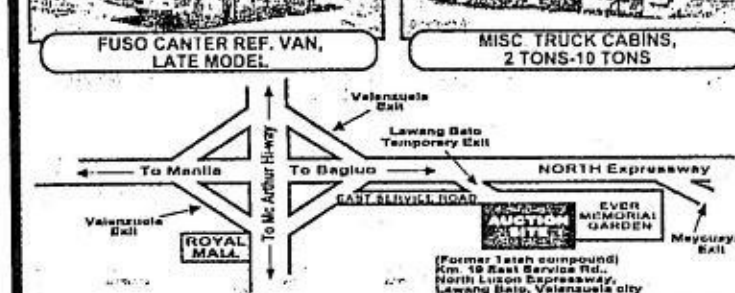 FUSO CANTER REF. VAN,
LATE MODEL
MISC. TRUCK CABINS,
2 TONS-10 TONS
Valenzuela
Exit
Lawang Bato
Temporary Exit
To Manila
To Mc Arthur Hi-way
To Baguio
NORTH Expressway
EAST SERVICE ROAD
Valenzuela
Exit
ROYAL
MALL
AUCTION
SITE
EVER
MEMORIAL
GARDEN
Exit
(Former compound)
Km. 19 East Service Rd.,
North Luzon Expressway,
Lawang Bato, Valenzuela city